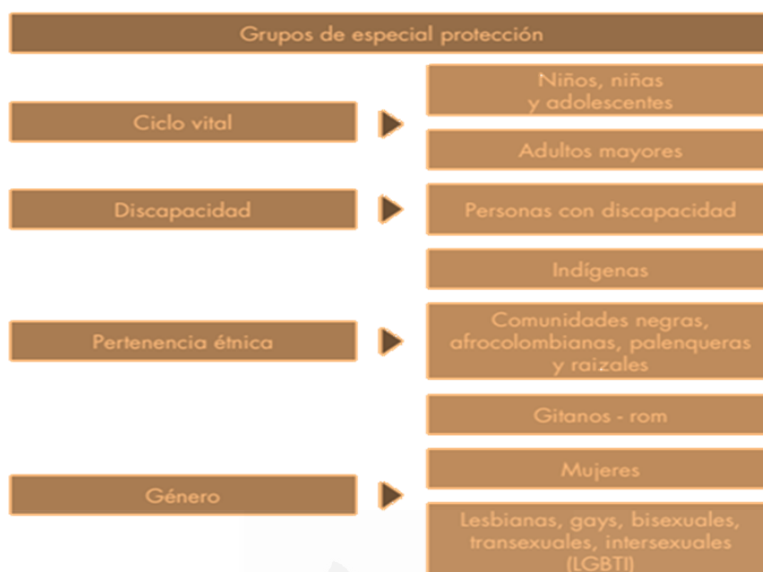 Grupos de especial protección
Ciclo vital
Niños, niñas
y adolescentes
Adultos mayores
Discapacidad
Personas con discapacidad
Pertenencia étnica
Indígenas
Comunidades negras,
afrocolombianas, palenqueras
y raizales
Gitanos - rom
Género
Mujeres
Lesbianas, gays, bisexuales,
transexuales, intersexuales
(LGBTI)